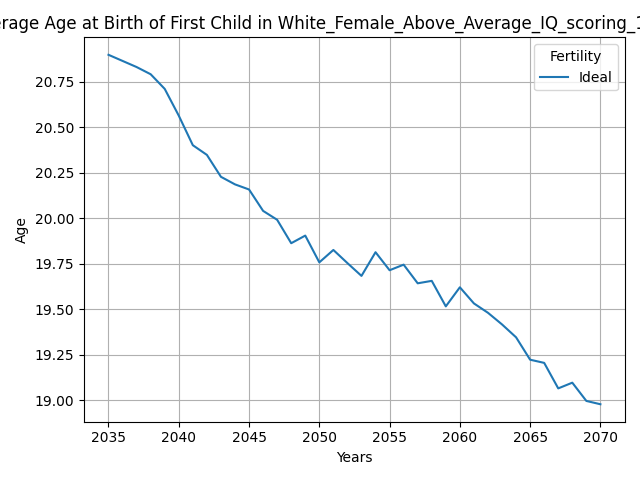 erage Age at Birth of First Child in White_Female_Above_Average_IQ_scoring_1
Fertility
Ideal
20.75
20.50
20.25
20.00
19.75
19.50
19.25
19.00
Age
2035 2040 2045 2050 2055 2060 2065 2070
Years